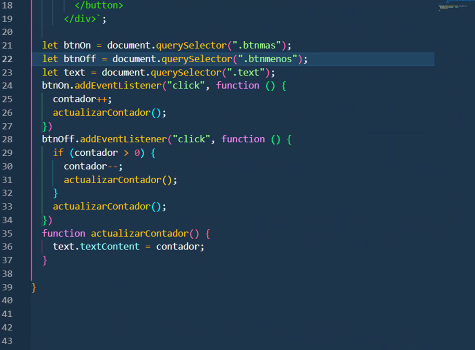 18 </button>
19 </div>`;
20
21 let btnOn = document.querySelector(".btnmas");
22 let btnOff = document.querySelector(".btnmenos");
23 let text = document.querySelector(".text");
24 btnOn.addEventListener("click", function () {
25 contador++;
26 actualizarContador();
27 })
28 btnOff.addEventListener("click", function () {
29 if (contador > 0) {
30 contador--;
31 actualizarContador();
32 }
33 actualizarContador();
34 })
35 function actualizarContador() {
36 text.textContent = contador;
37 }
38
39 }
40
41
42
43